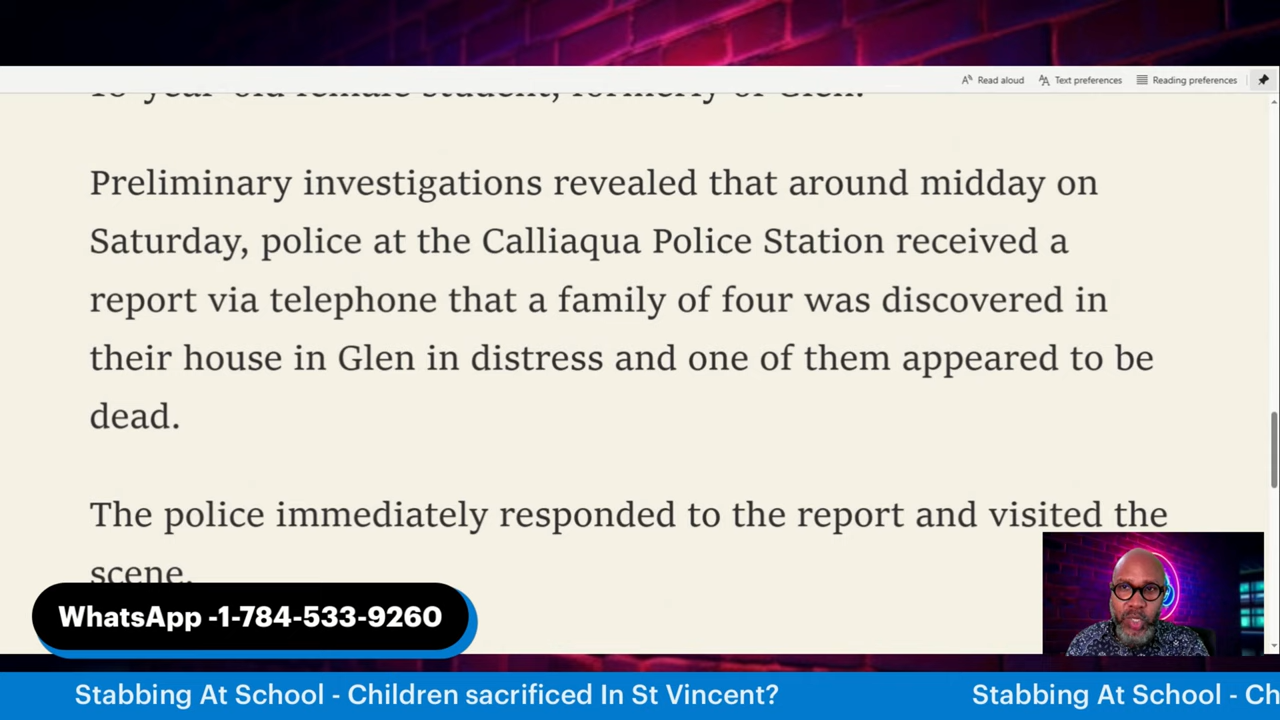 Read aloud Text preferences Reading preferences
Preliminary investigations revealed that around midday on
Saturday, police at the Calliaqua Police Station received a
report via telephone that a family of four was discovered in
their house in Glen in distress and one of them appeared to be
dead.
The police immediately responded to the report and visited the
scene.
WhatsApp -1-784-533-9260
Stabbing At School - Children sacrificed In St Vincent? Stabbing At School - Ch